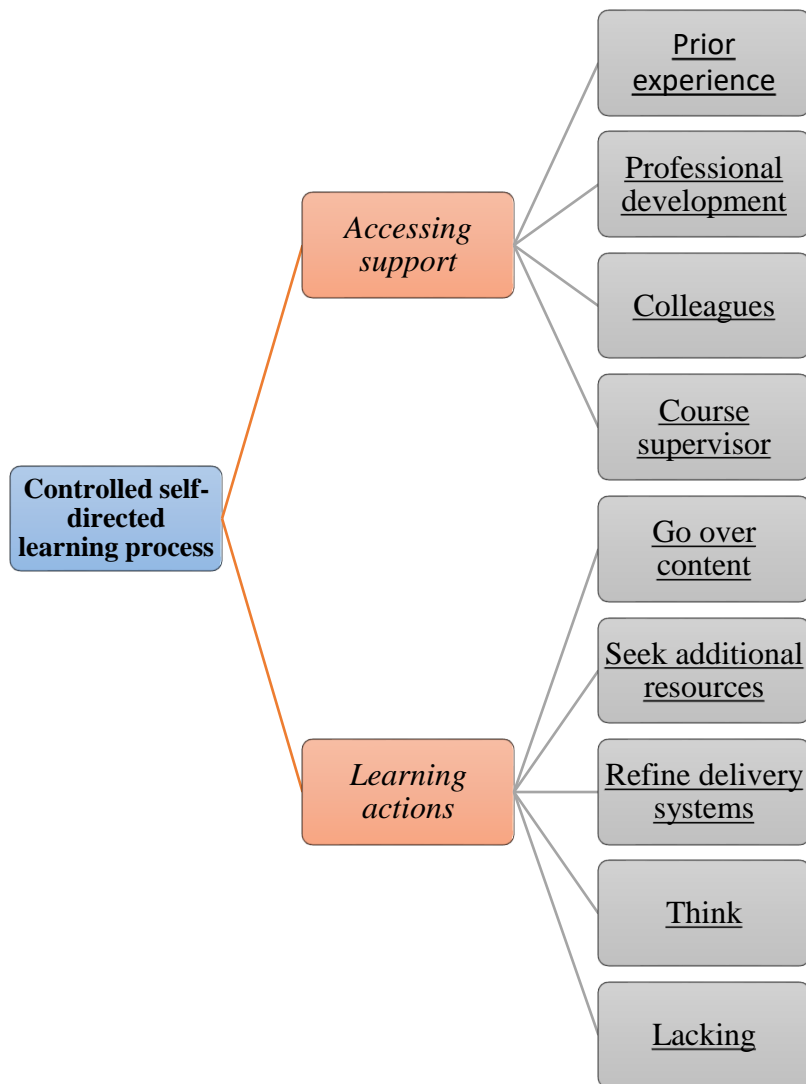 Controlled self-
directed
learning process
Accessing
support
Prior
experience
Professional
development
Colleagues
Course
supervisor
Learning
actions
Go over
content
Seek additional
resources
Refine delivery
systems
Think
Lacking